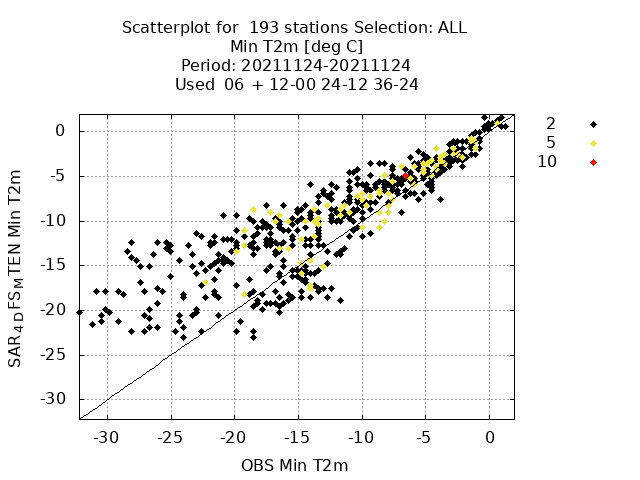 Scatterplot for  193 stations Selection: ALL
Min T2m [deg C]
Period: 20211124-20211124
Used  06 + 12-00 24-12 36-24
2
5
10
0
-5
-10
-15
-20
-25
-30
SAR4DFSMTEN Min T2m
-30 -25 -20 -15 -10 -5 0
OBS Min T2m